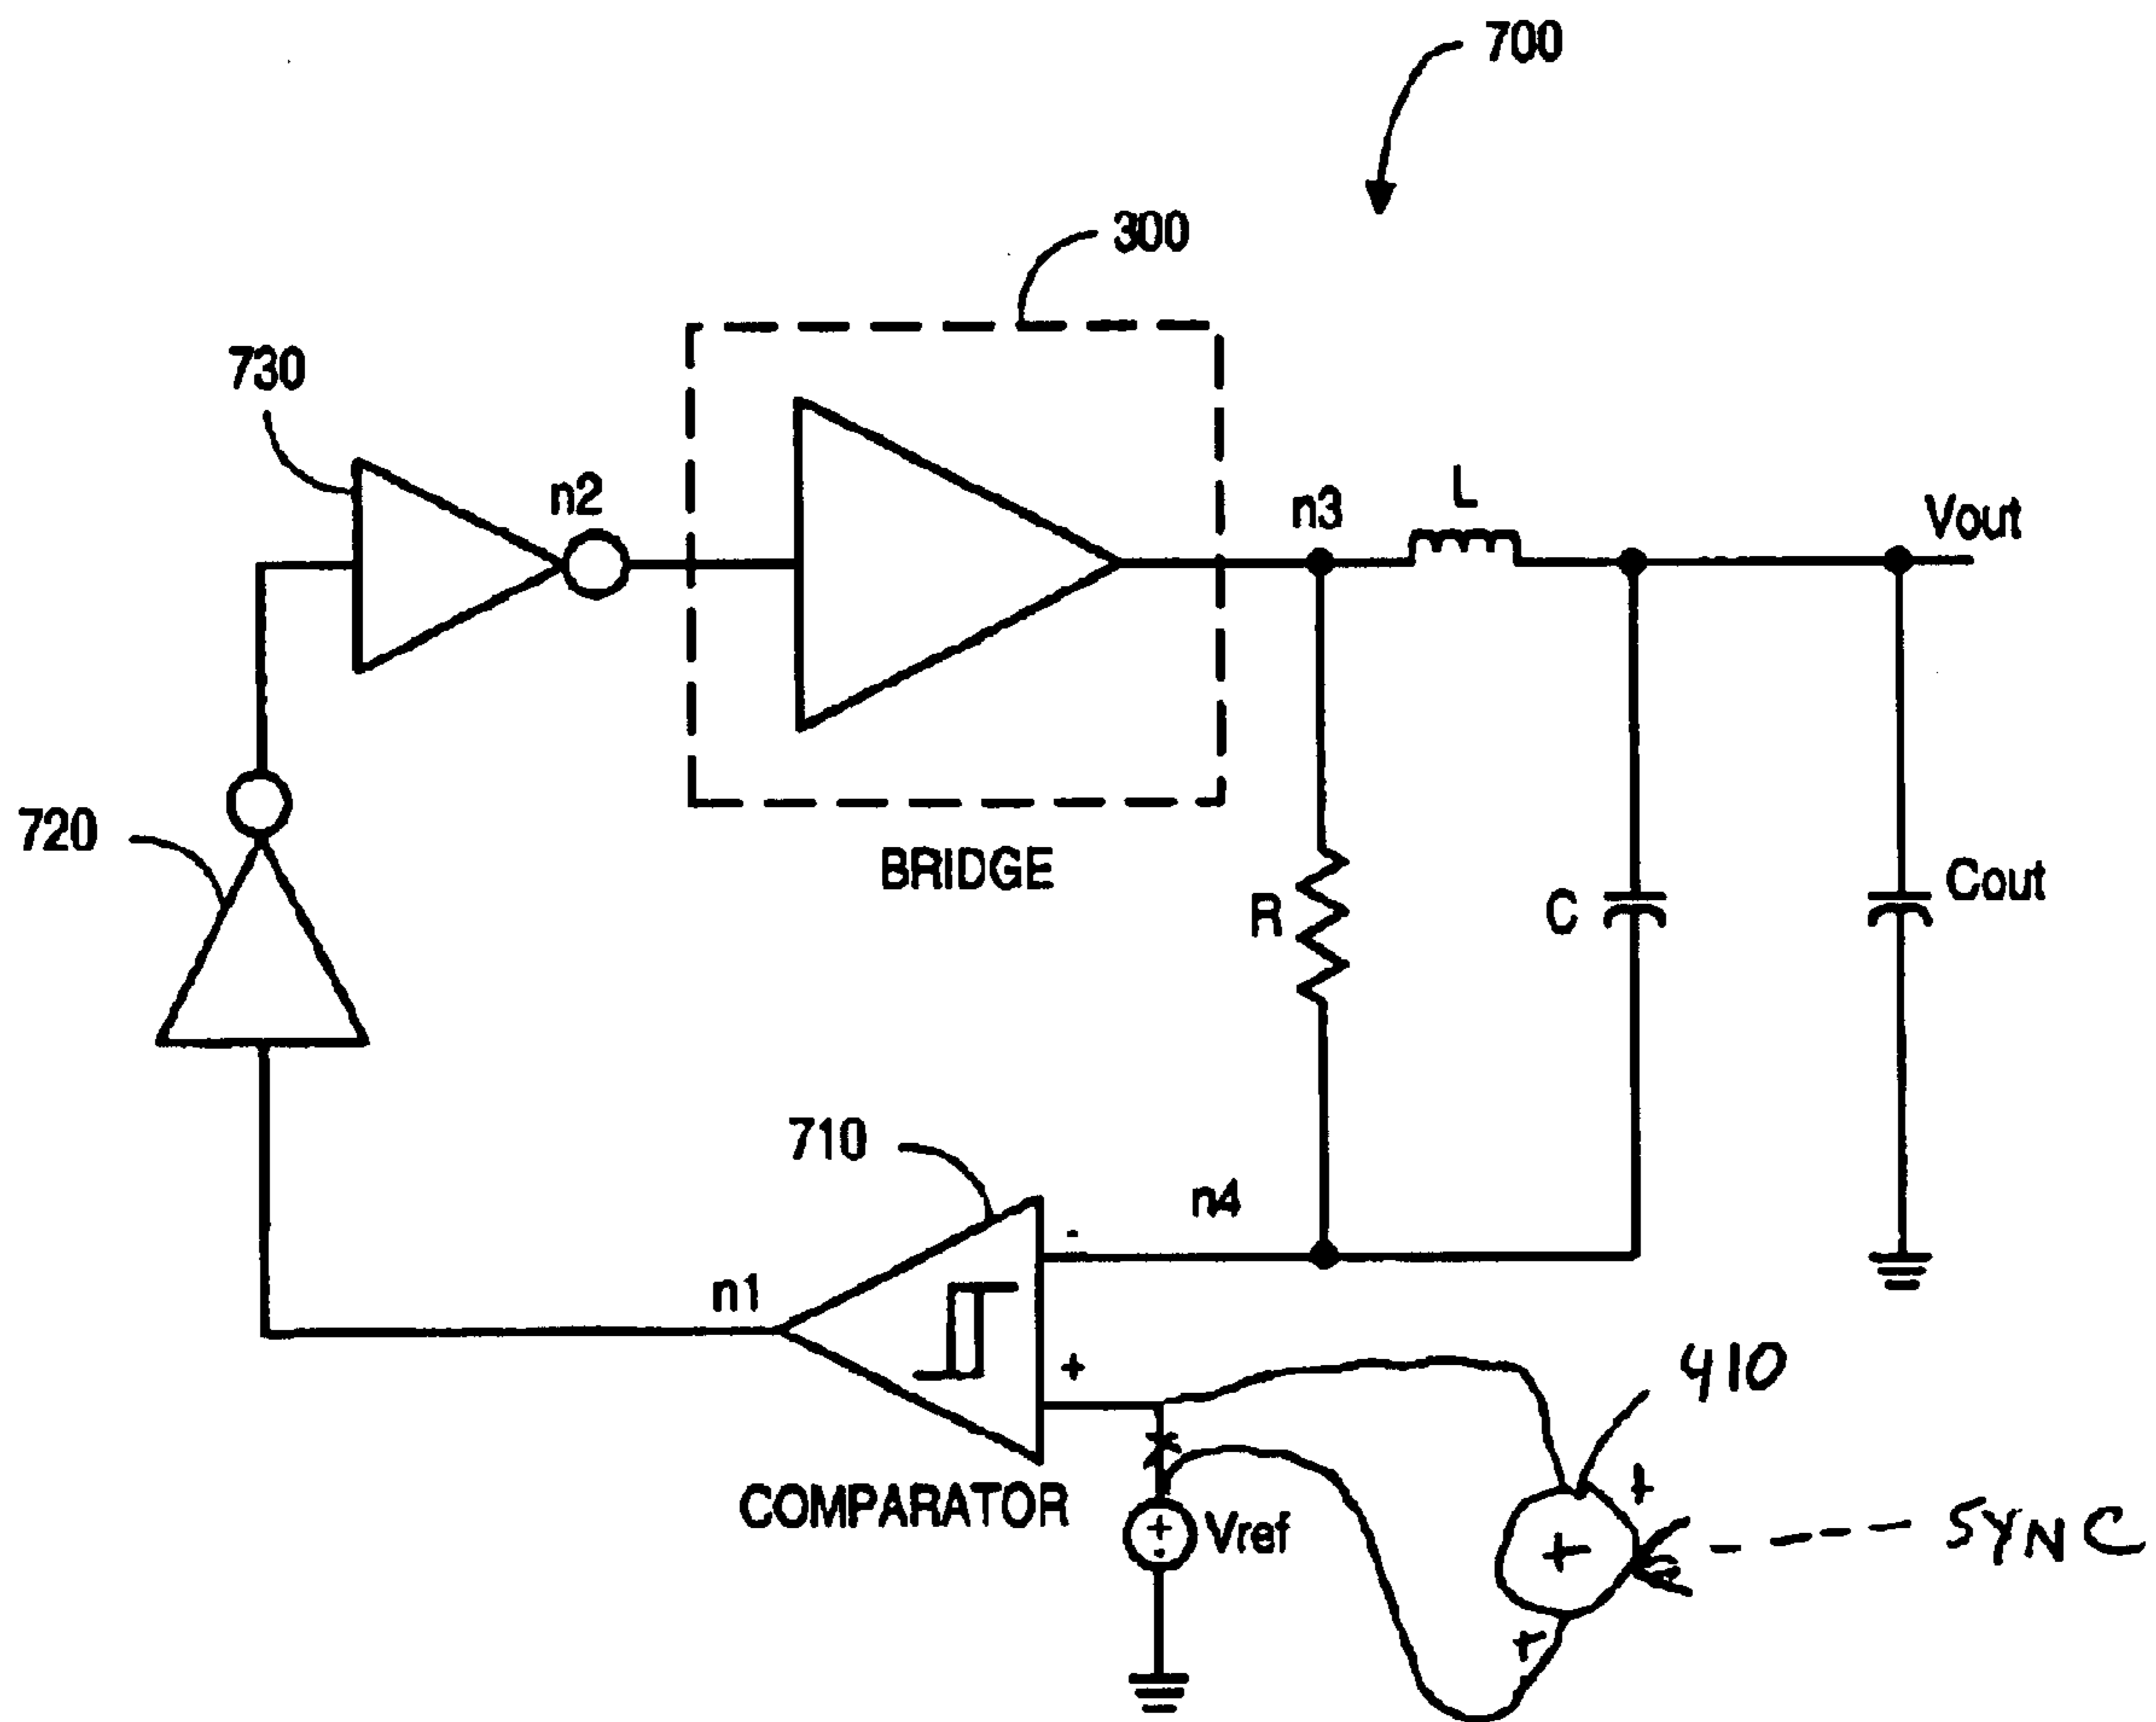 700
300
730
n2
n3
L
Vout
720
BRIDGE
R
C
Cout
710
n4
-
n1
+
410
COMPARATOR
+
Vref
+
+
SYNC
+